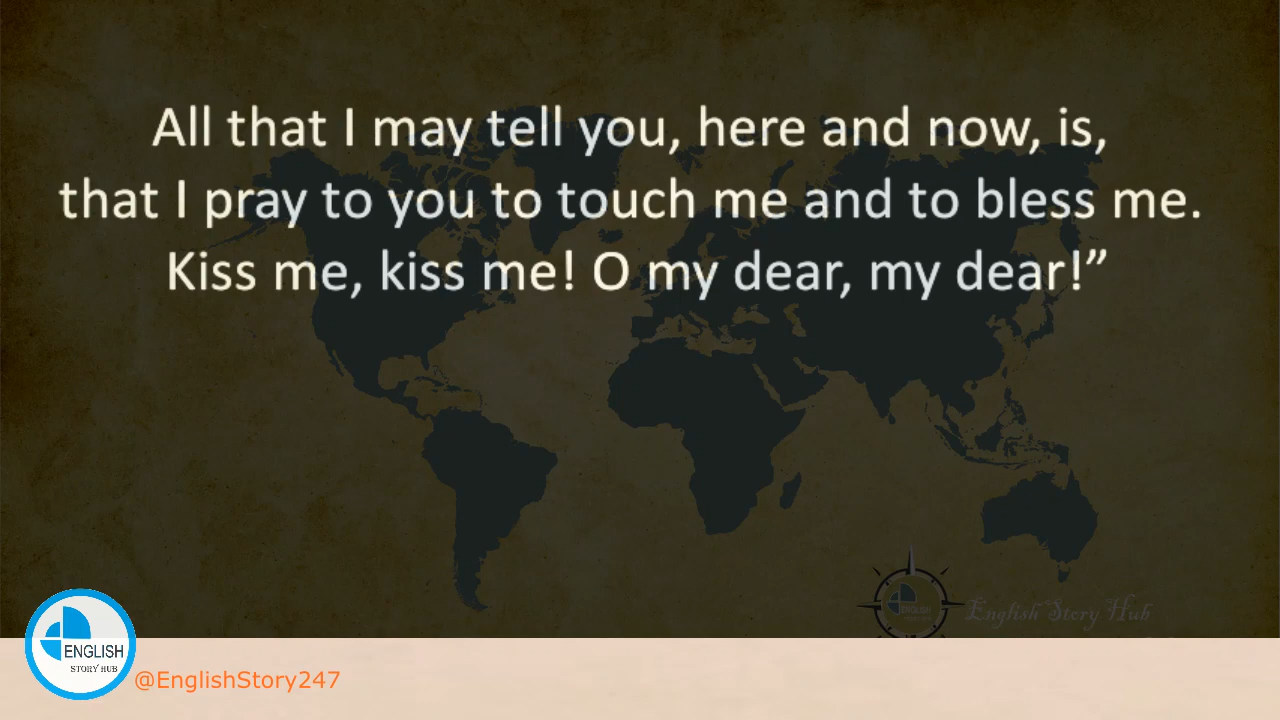 All that I may tell you, here and now, is,
that I pray to you to touch me and to bless me.
Kiss me, kiss me! O my dear, my dear!”
ENGLISH
English Story Hub
ENGLISH
STORY HUB
@EnglishStory247